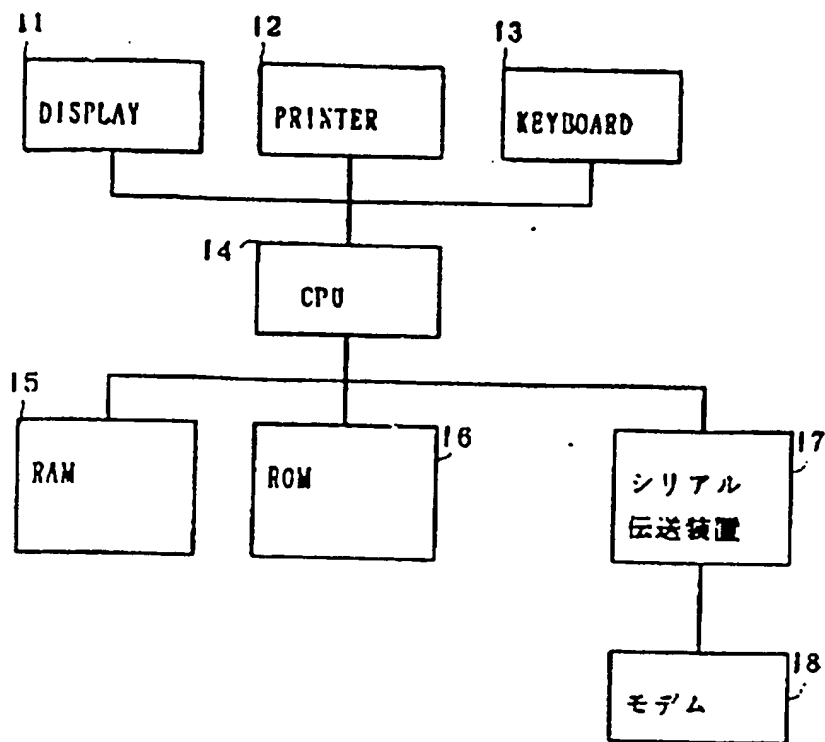 11
12
13
DISPLAY
PRINTER
KEYBOARD
14
CPU
15
16
17
RAM
ROM
シリアル
伝送装置
18
モデム